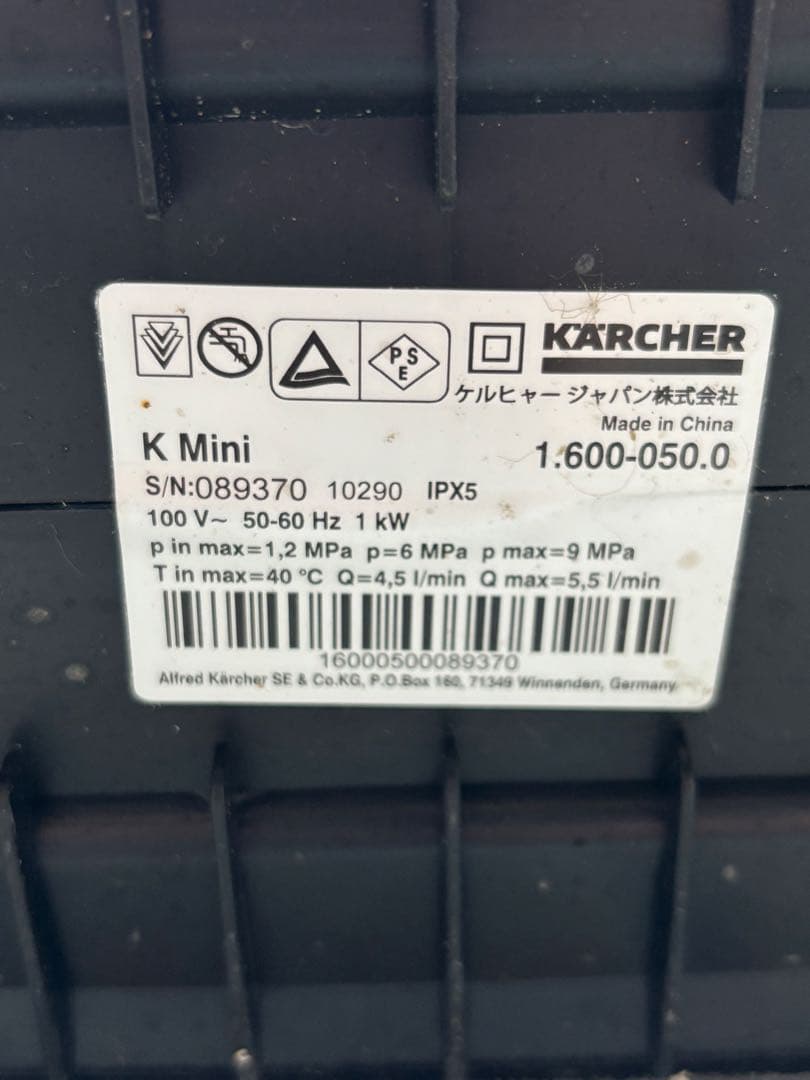 P S
E
KÄRCHER
ケルヒャー ジャパン株式会社
Made in China
K Mini
1.600-050.0
S/N:089370 10290 IPX5
100 V~ 50-60 Hz 1 kW
p in max=1,2 MPa p=6 MPa p max=9 MPa
T in max=40 °C Q=4,5 l/min Q max=5,5 l/min
16000500089370
Alfred Kärcher SE & Co.KG, P.O.Box 160, 71349 Winnenden, Germany